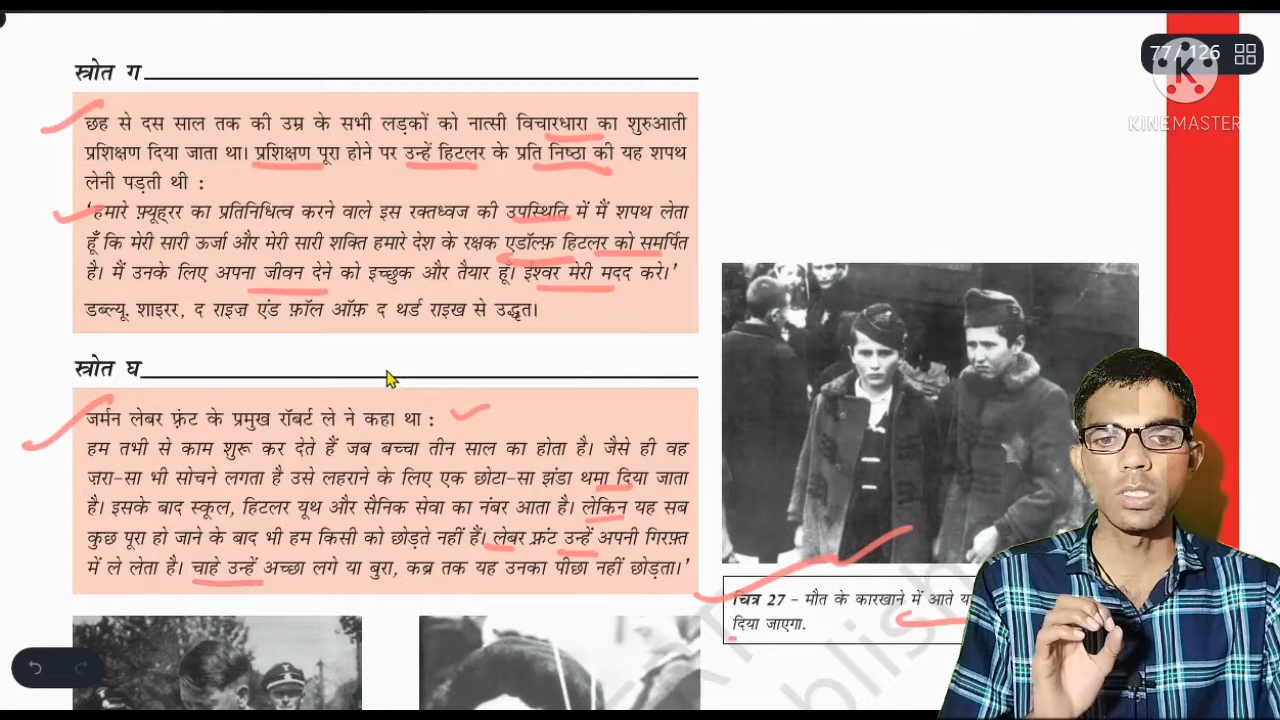 77/126
K
KINEMASTER
स्रोत ग
छह से दस साल तक की उम्र के सभी लड़कों को नात्सी विचारधारा का शुरुआती
प्रशिक्षण दिया जाता था। प्रशिक्षण पूरा होने पर उन्हें हिटलर के प्रति निष्ठा की यह शपथ
लेनी पड़ती थी :
'हमारे फ़्यूह्रर का प्रतिनिधित्व करने वाले इस रक्तध्वज की उपस्थिति में मैं शपथ लेता
हूँ कि मेरी सारी ऊर्जा और मेरी सारी शक्ति हमारे देश के रक्षक एडॉल्फ़ हिटलर को समर्पित
है। मैं उनके लिए अपना जीवन देने को इच्छुक और तैयार हूँ। ईश्वर मेरी मदद करे।'
डब्ल्यू. शाइरर, द राइज एंड फ़ॉल ऑफ़ द थर्ड राइख से उद्धृत।
स्रोत घ
जर्मन लेबर फ़्रंट के प्रमुख रॉबर्ट ले ने कहा था :
हम तभी से काम शुरू कर देते हैं जब बच्चा तीन साल का होता है। जैसे ही वह
ज़रा-सा भी सोचने लगता है उसे लहराने के लिए एक छोटा-सा झंडा थमा दिया जाता
है। इसके बाद स्कूल, हिटलर यूथ और सैनिक सेवा का नंबर आता है। लेकिन यह सब
कुछ पूरा हो जाने के बाद भी हम किसी को छोड़ते नहीं हैं। लेबर फ़्रंट उन्हें अपनी गिरफ़्त
में ले लेता है। चाहे उन्हें अच्छा लगे या बुरा, कब्र तक यह उनका पीछा नहीं छोड़ता।'
चित्र 27 – मौत के कारखाने में आते
दिया जाएगा.